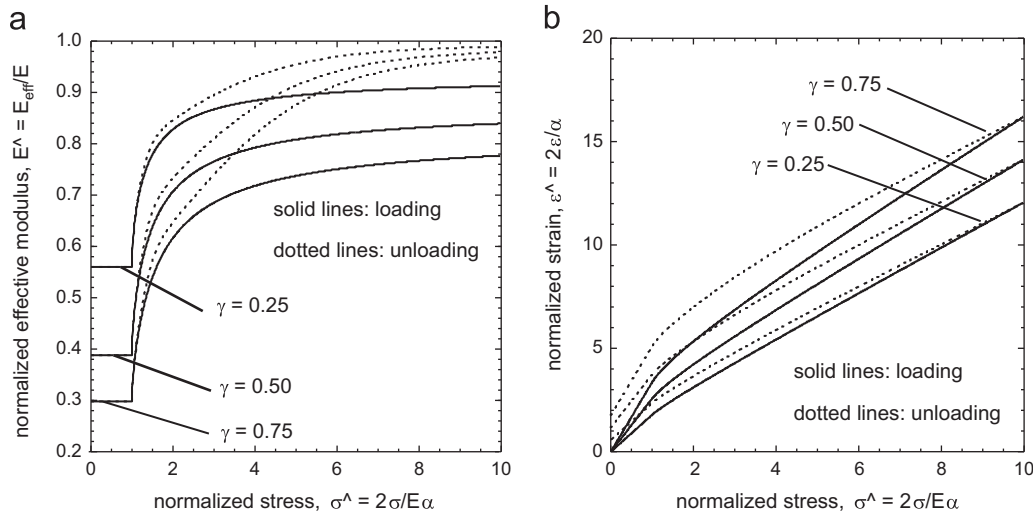 a
1.0
0.9
0.8
0.7
0.6
0.5
0.4
0.3
0.2
normalized effective modulus, E^ = E_eff/E
solid lines: loading
dotted lines: unloading
γ = 0.25
γ = 0.50
γ = 0.75
0 2 4 6 8 10
normalized stress, σ^ = 2σ/Eα
b
20
15
10
5
0
normalized strain, ε^ = 2ε/α
γ = 0.75
γ = 0.50
γ = 0.25
solid lines: loading
dotted lines: unloading
0 2 4 6 8 10
normalized stress, σ^ = 2σ/Eα